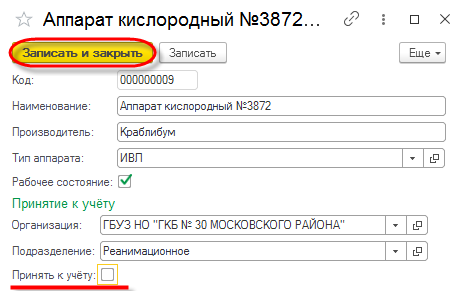 Аппарат кислородный №3872...
Записать и закрыть Записать Еще
Код: 000000009
Наименование: Аппарат кислородный №3872
Производитель: Краблибум
Тип аппарата: ИВЛ
Рабочее состояние:
Принятие к учёту
Организация: ГБУЗ НО "ГКБ № 30 МОСКОВСКОГО РАЙОНА"
Подразделение: Реанимационное
Принять к учёту: